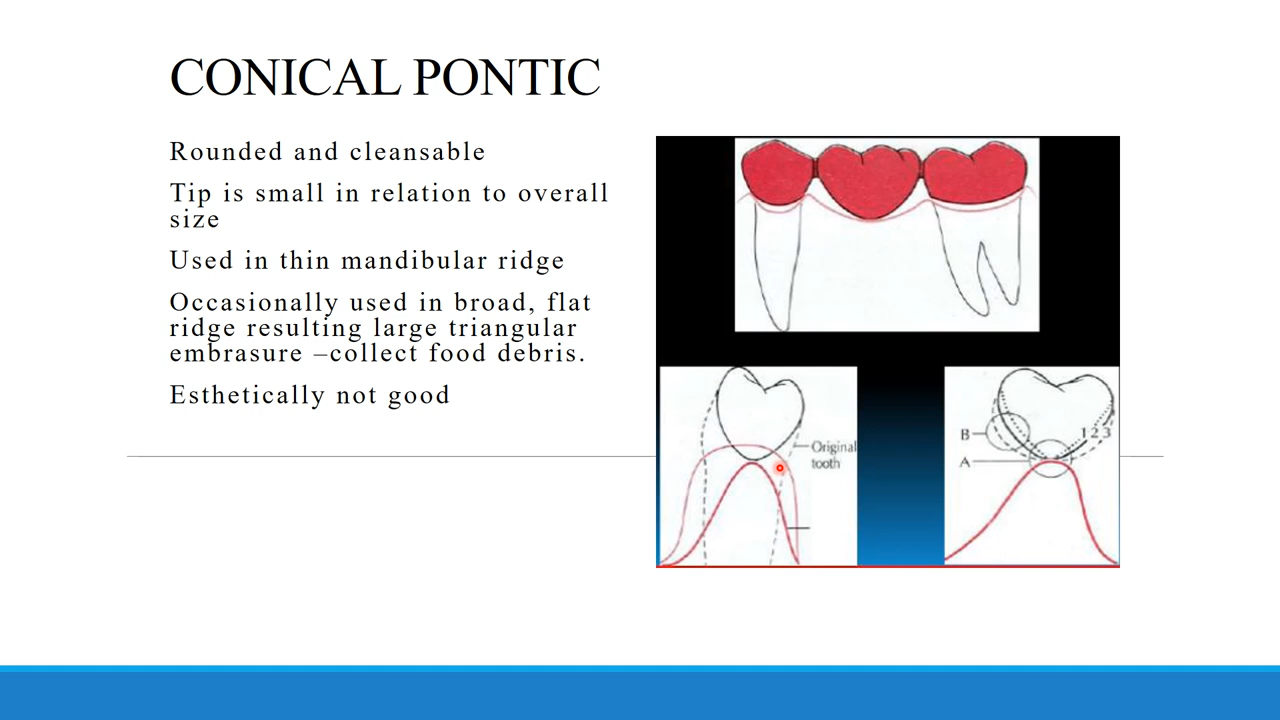 CONICAL PONTIC
Rounded and cleansable
Tip is small in relation to overall
size
Used in thin mandibular ridge
Occasionally used in broad, flat
ridge resulting large triangular
embrasure –collect food debris.
Esthetically not good
Original
tooth
B
A
1 2 3